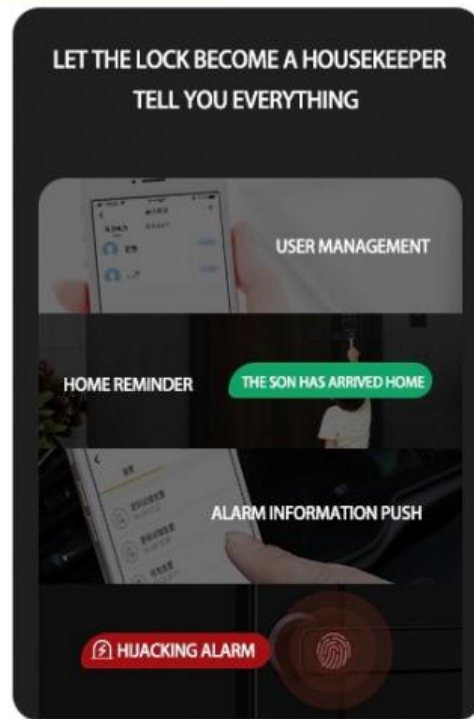 LET THE LOCK BECOME A HOUSEKEEPER
TELL YOU EVERYTHING
USER MANAGEMENT
HOME REMINDER
THE SON HAS ARRIVED HOME
ALARM INFORMATION PUSH
HIJACKING ALARM